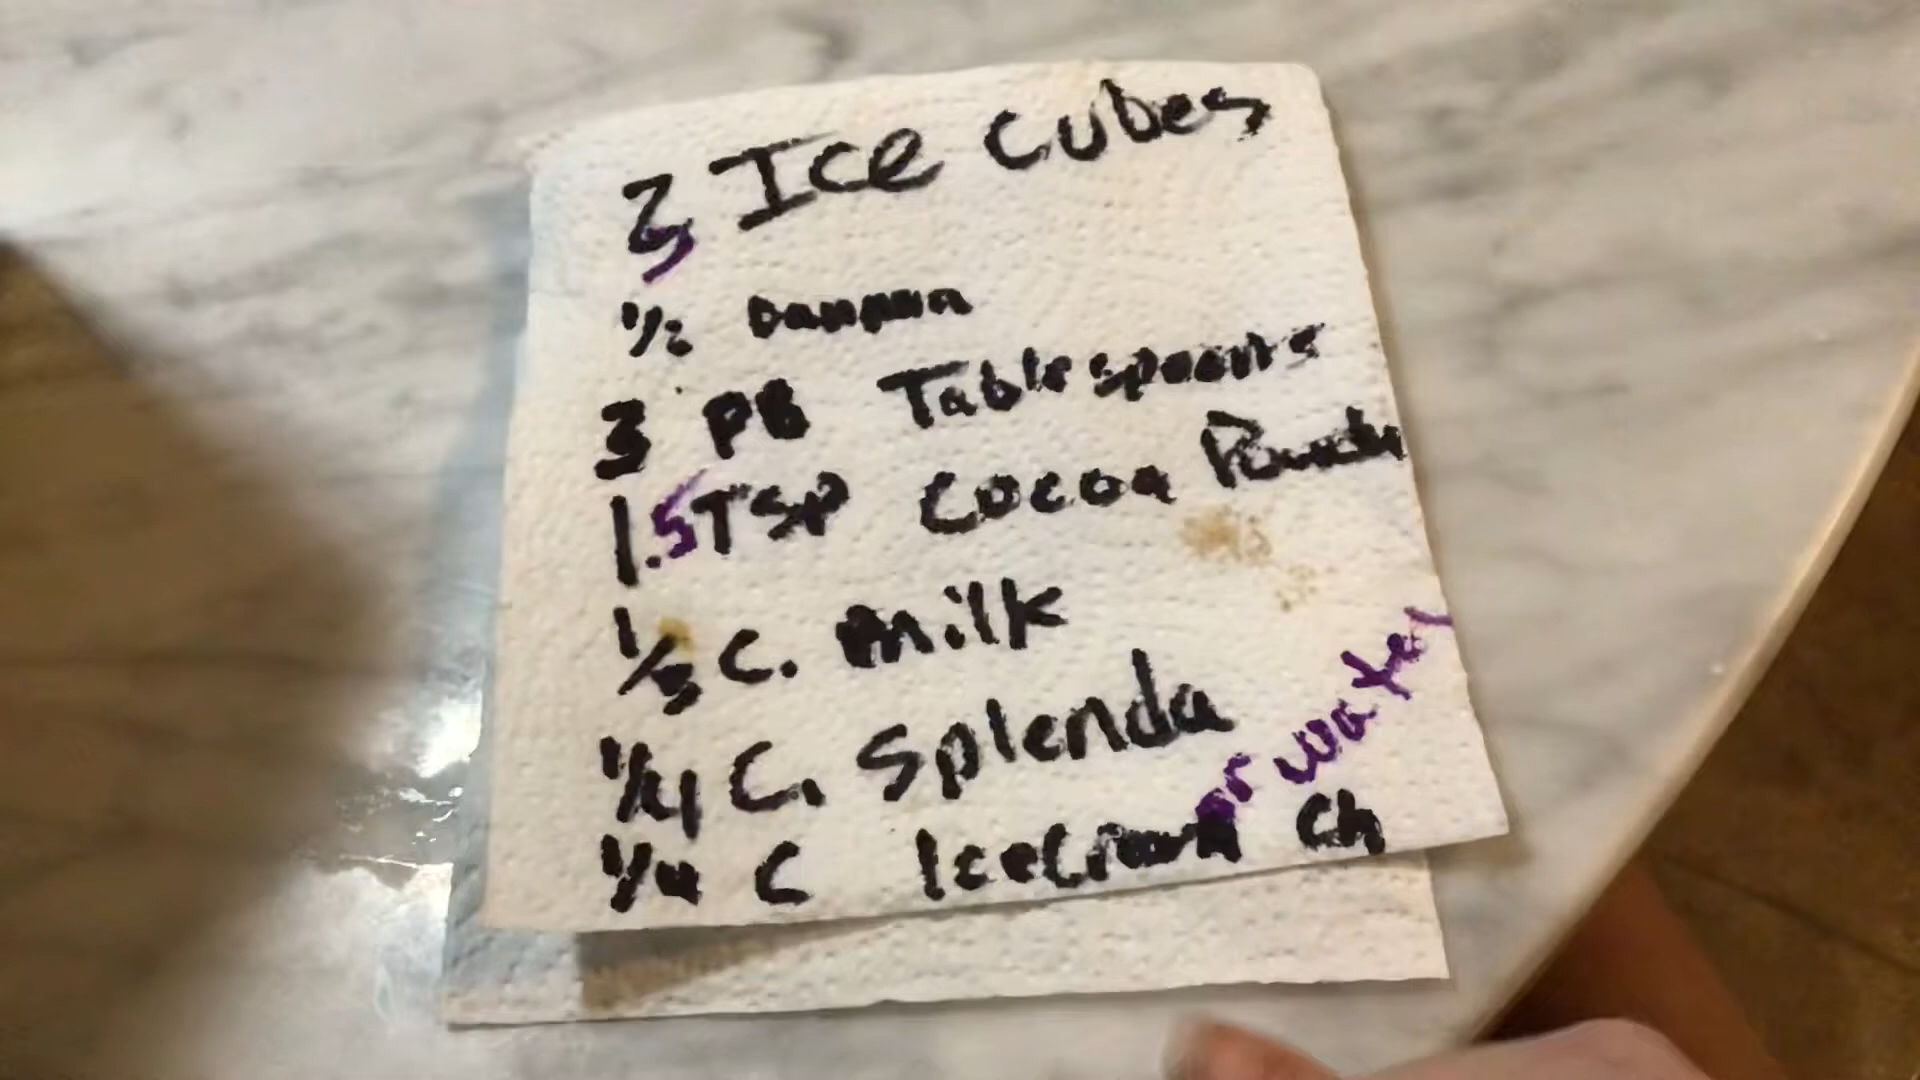 3 Ice Cubes
1/2 banana
3 PB Tablespoons
1.5 TSP Cocoa
1/3 C. milk
1/4 C. Splenda
or water
1/4 C IceCream Ch